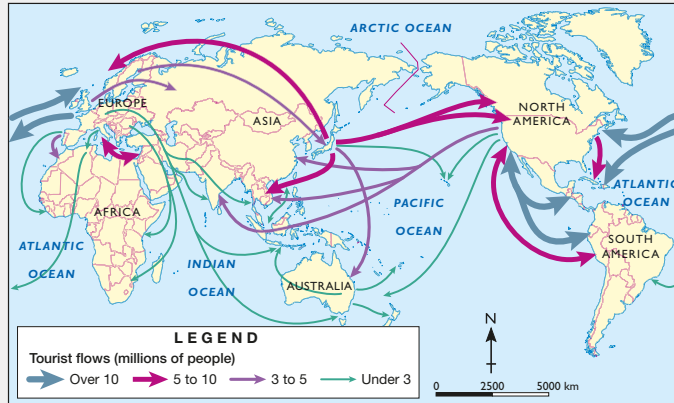 ARCTIC OCEAN
EUROPE
ASIA
NORTH
AMERICA
AFRICA
PACIFIC
OCEAN
ATLANTIC
OCEAN
ATLANTIC
OCEAN
INDIAN
OCEAN
AUSTRALIA
SOUTH
AMERICA
LEGEND
Tourist flows (millions of people)
Over 10 5 to 10 3 to 5 Under 3
N
0 2500 5000 km